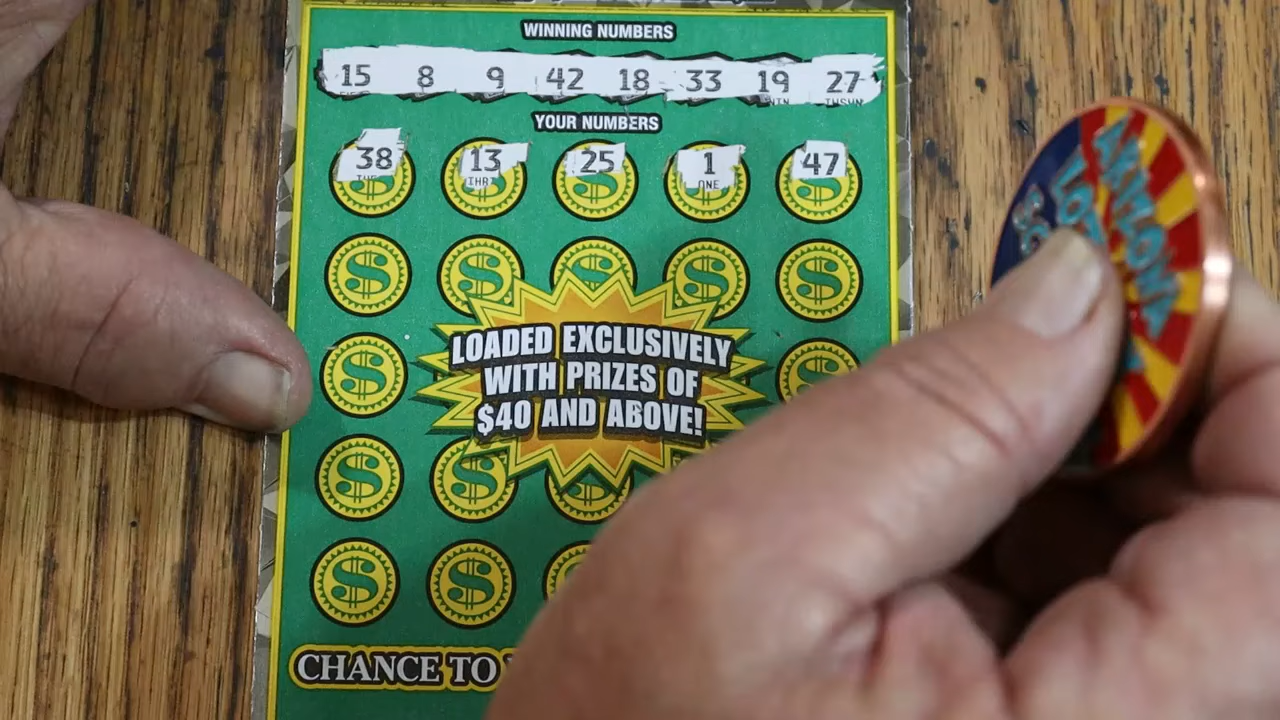 WINNING NUMBERS
15 8 9 42 18 33 19 27
YOUR NUMBERS
38 13 25 1 47
ONE
LOADED EXCLUSIVELY
WITH PRIZES OF
$40 AND ABOVE!
CHANCE TO